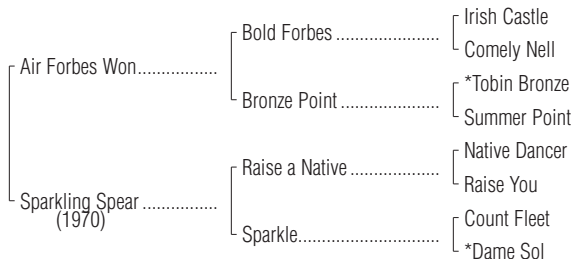 Irish Castle
Bold Forbes ....................
Comely Nell
Air Forbes Won................
*Tobin Bronze
Bronze Point ...................
Summer Point
Native Dancer
Raise a Native .................
Raise You
Sparkling Spear ...............
(1970)
Count Fleet
Sparkle...........................
*Dame Sol